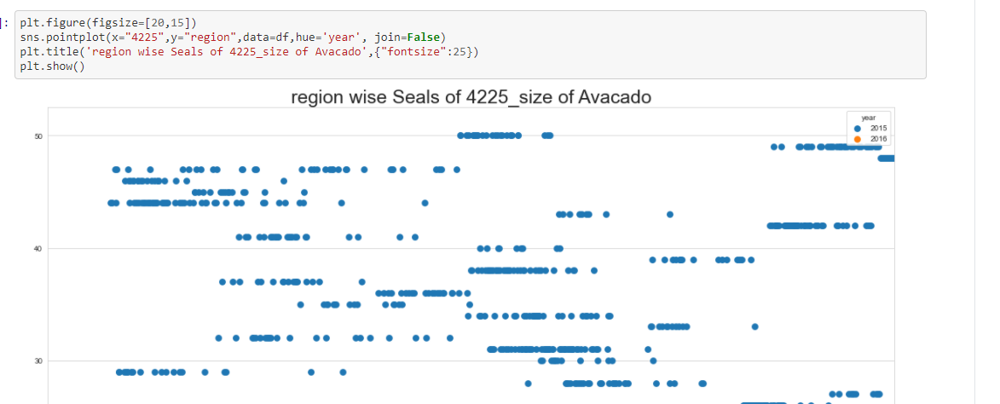 ]: plt.figure(figsize=[20,15])
sns.pointplot(x="4225",y="region",data=df,hue='year', join=False)
plt.title('region wise Seals of 4225_size of Avacado',{"fontsize":25})
plt.show()
region wise Seals of 4225_size of Avacado
year
2015
2016
50
40
30